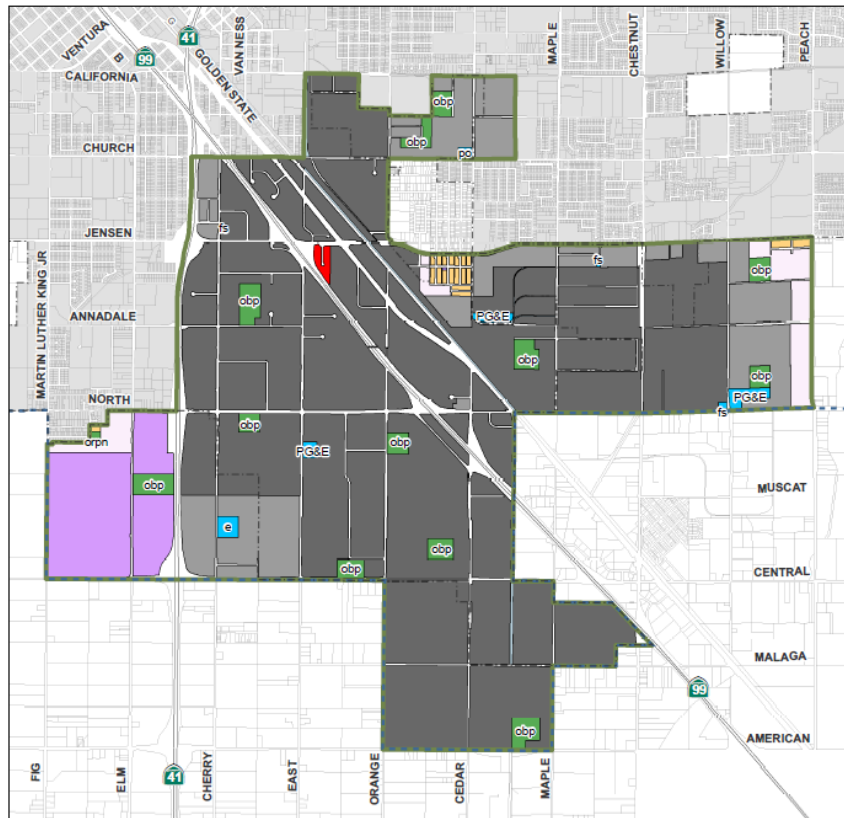 VENTURA
G
41
B
99
GOLDEN STATE
VAN NESS
MAPLE
CHESTNUT
WILLOW
PEACH
CALIFORNIA
obp
CHURCH
obp
po
fs
JENSEN
fs
obp
MARTIN LUTHER KING JR
obp
ANNADALE
PG&E
obp
obp
NORTH
PG&E
fs
obp
orpn
obp
PG&E
obp
MUSCAT
e
obp
obp
CENTRAL
MALAGA
99
obp
AMERICAN
FIG
ELM
41
CHERRY
EAST
ORANGE
CEDAR
MAPLE